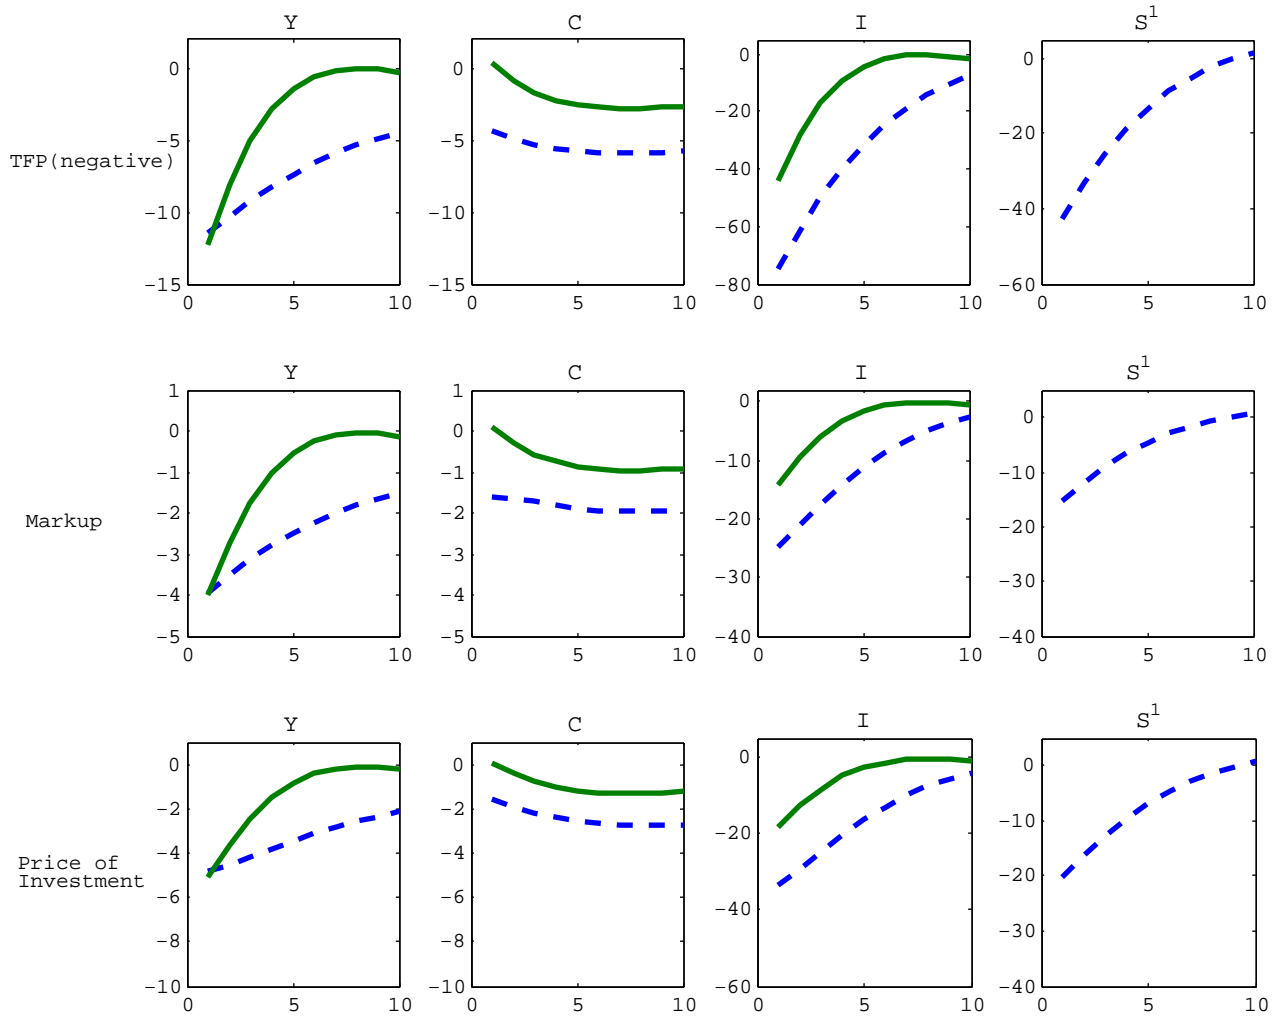 Y C I S¹
0 0 0 0
−5 −5 −20 −20
TFP(negative)
−40
−10 −10 −60 −40
−15 −15 −80 −60
0 5 10 0 5 10 0 5 10 0 5 10
Y C I S¹
1 1
0 0 0 0
−1 −1 −10 −10
−2 −2 −20 −20
Markup
−3 −3 −30 −30
−4 −4
−5 −5 −40 −40
0 5 10 0 5 10 0 5 10 0 5 10
Y C I S¹
0 0 0 0
−2 −2 −20 −10
−4 −4 −20
Price of
Investment
−6 −6 −40 −30
−8 −8
−10 −10 −60 −40
0 5 10 0 5 10 0 5 10 0 5 10